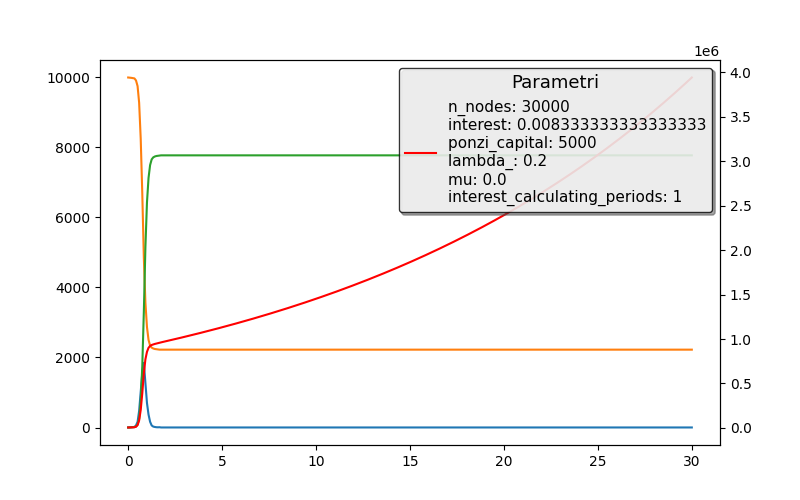 1e6
Parametri
n_nodes: 30000
interest: 0.008333333333333333
ponzi_capital: 5000
lambda_: 0.2
mu: 0.0
interest_calculating_periods: 1
10000
8000
6000
4000
2000
0
4.0
3.5
3.0
2.5
2.0
1.5
1.0
0.5
0.0
0 5 10 15 20 25 30